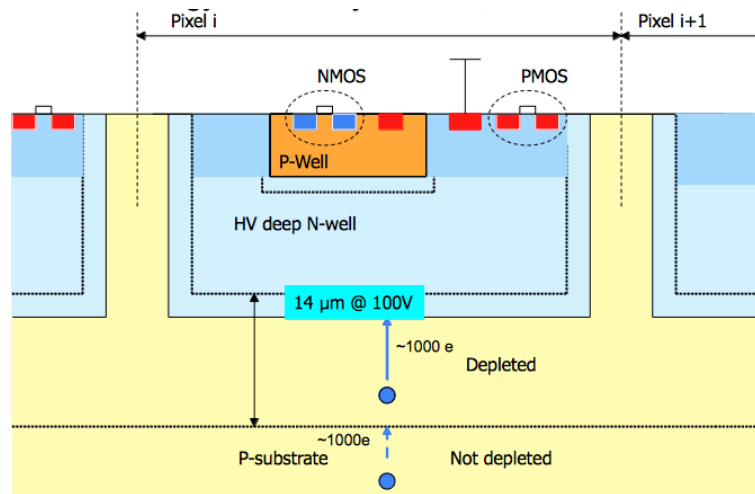 Pixel i
Pixel i+1
NMOS
PMOS
P-Well
HV deep N-well
14 µm @ 100V
~1000 e
Depleted
~1000e
P-substrate
Not depleted